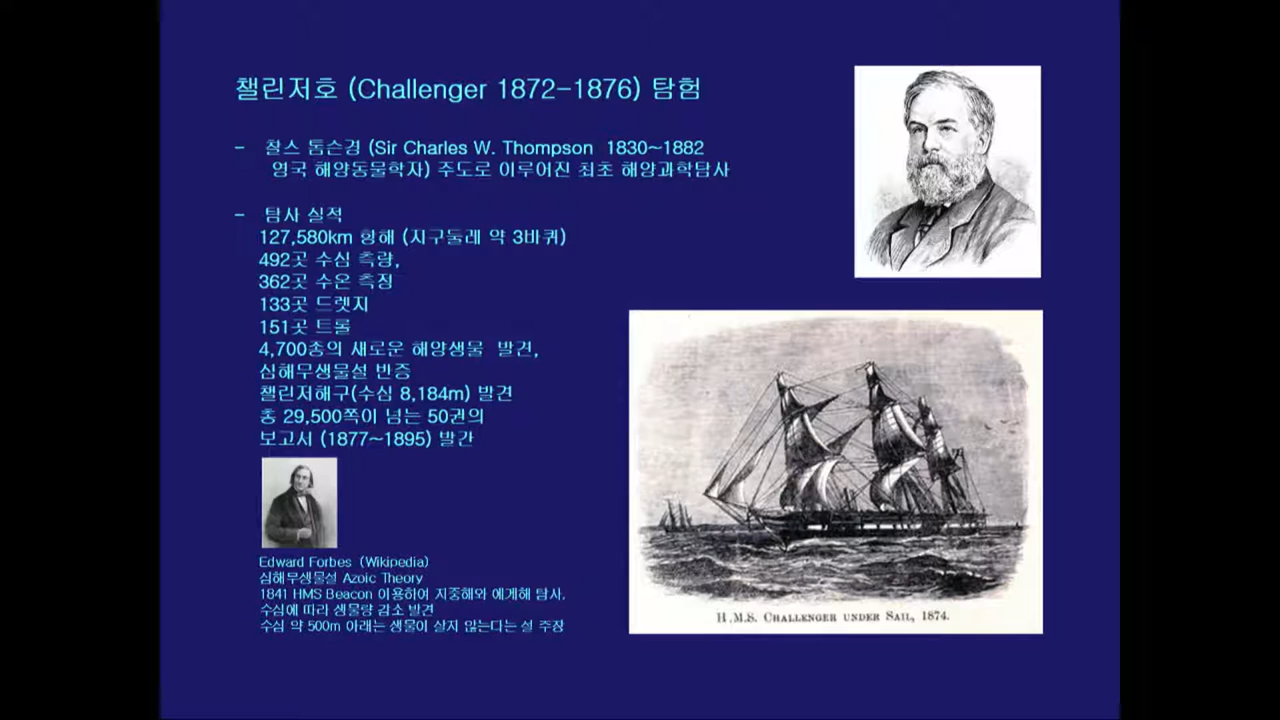 챌린저호 (Challenger 1872-1876) 탐험
- 찰스 톰슨경 (Sir Charles W. Thompson 1830~1882
영국 해양동물학자) 주도로 이루어진 최초 해양과학탐사
- 탐사 실적
127,580km 항해 (지구둘레 약 3바퀴)
492곳 수심 측량,
362곳 수온 측정
133곳 드렛지
151곳 트롤
4,700종의 새로운 해양생물 발견,
심해무생물설 반증
챌린저해구(수심 8,184m) 발견
총 29,500쪽이 넘는 50권의
보고서 (1877~1895) 발간
Edward Forbes (Wikipedia)
심해무생물설 Azoic Theory
1841 HMS Beacon 이용하여 지중해와 에게해 탐사.
수심에 따라 생물량 감소 발견
수심 약 500m 아래는 생물이 살지 않는다는 설 주장
H.M.S. CHALLENGER UNDER SAIL, 1874.